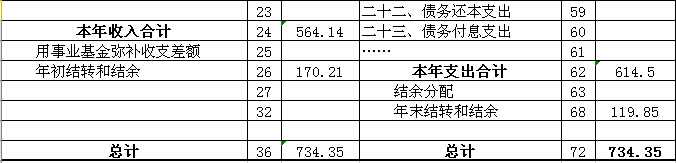 23 二十二、债务还本支出 59
本年收入合计 24 564.14 二十三、债务付息支出 60
用事业基金弥补收支差额 25 …… 61
年初结转和结余 26 170.21 本年支出合计 62 614.5
27 结余分配 63
32 年末结转和结余 68 119.85
总计 36 734.35 总计 72 734.35